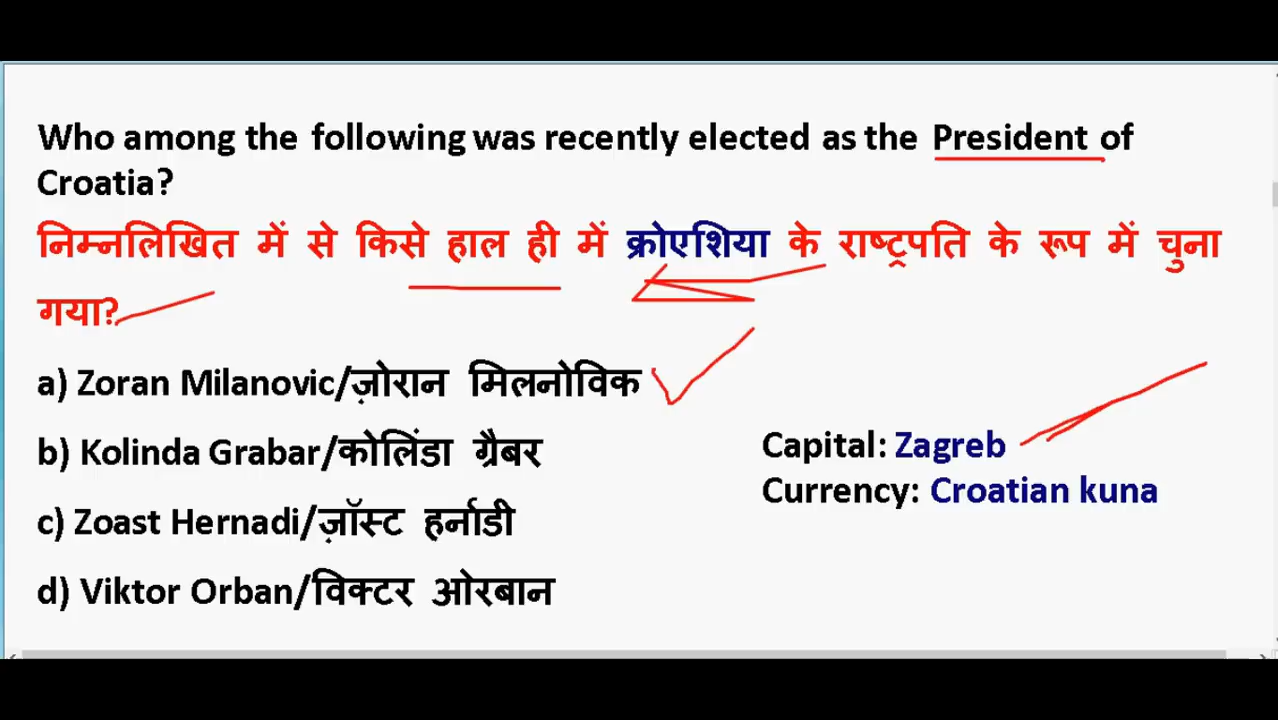 Who among the following was recently elected as the President of
Croatia?
निम्नलिखित में से किसे हाल ही में क्रोएशिया के राष्ट्रपति के रूप में चुना
गया?
a) Zoran Milanovic/ज़ोरान मिलनोविक
b) Kolinda Grabar/कोलिंडा ग्रैबर
Capital: Zagreb
Currency: Croatian kuna
c) Zoast Hernadi/ज़ॉस्ट हर्नाडी
d) Viktor Orban/विक्टर ओरबान